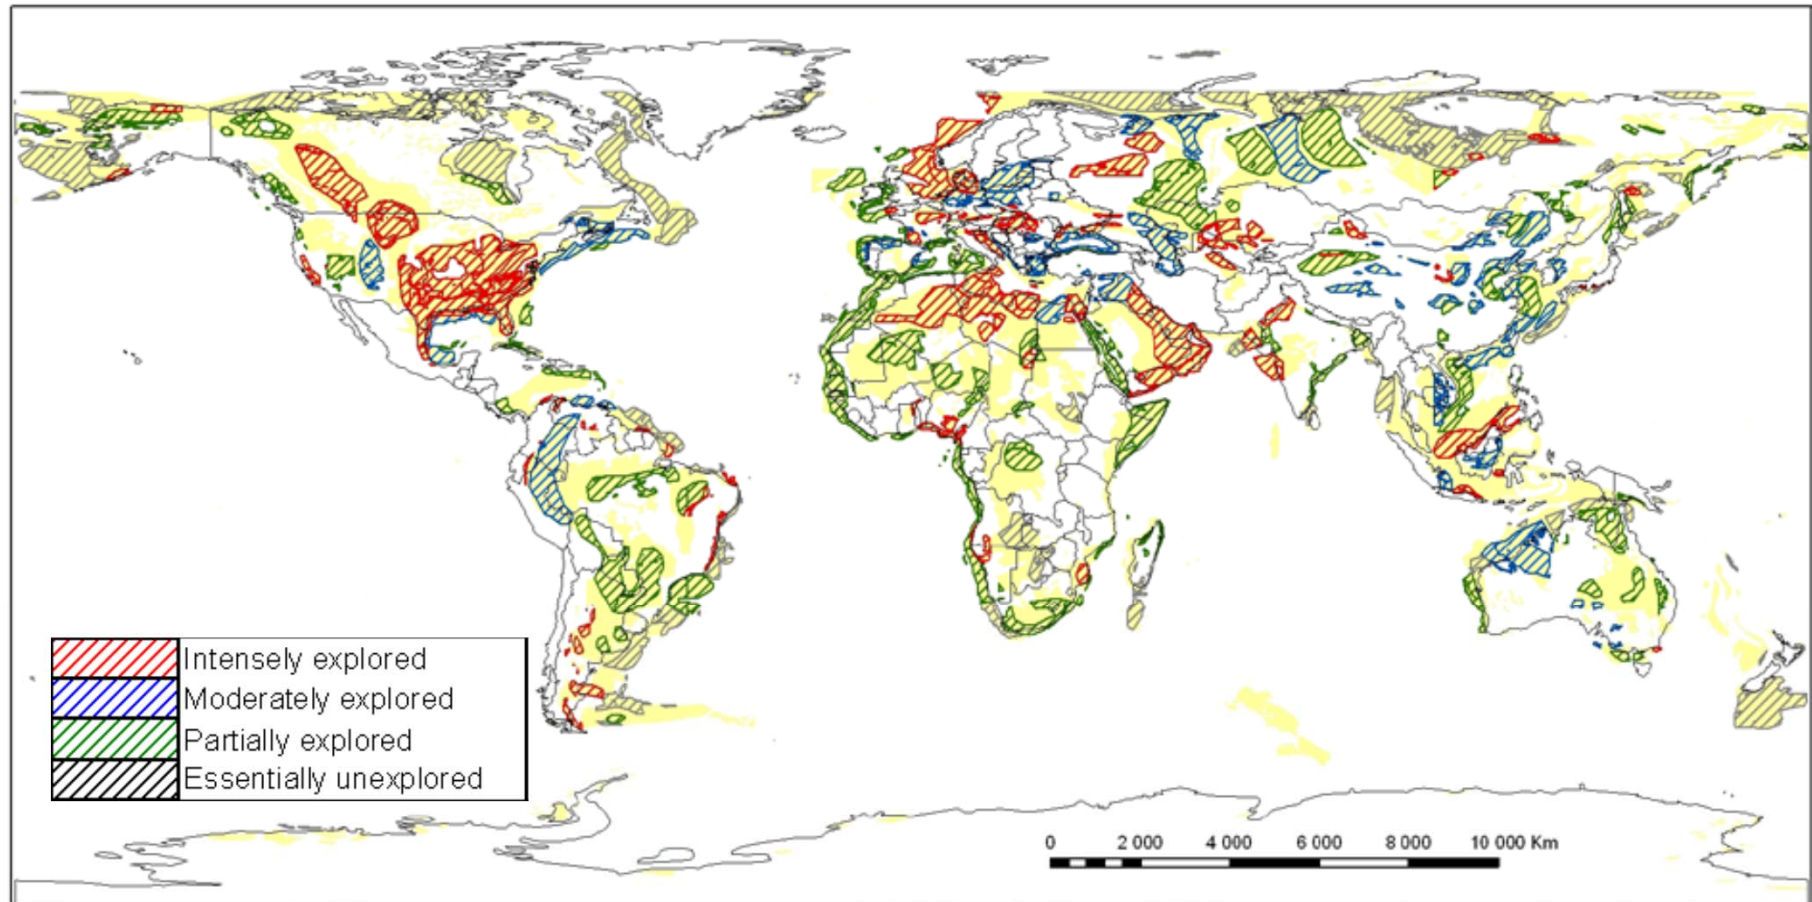 Intensely explored
Moderately explored
Partially explored
Essentially unexplored
0 2 000 4 000 6 000 8 000 10 000 Km